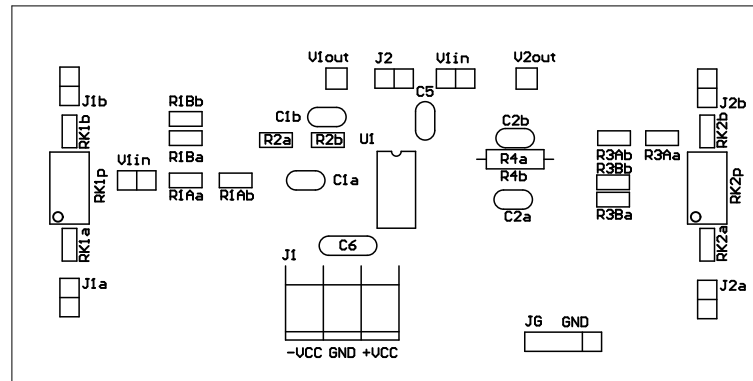 V1out J2 V1in V2out
J1b R1Bb C1b C5 C2b J2b
RK1b R1Ba R2a R2b U1 R3Ab R3Aa RK2b
RK1p V1in R4a R3Bb RK2p
R1Aa R1Ab C1a R4b R3Ba
RK1a C2a RK2a
J1a J1 C6 J2a
JG GND
-VCC GND +VCC